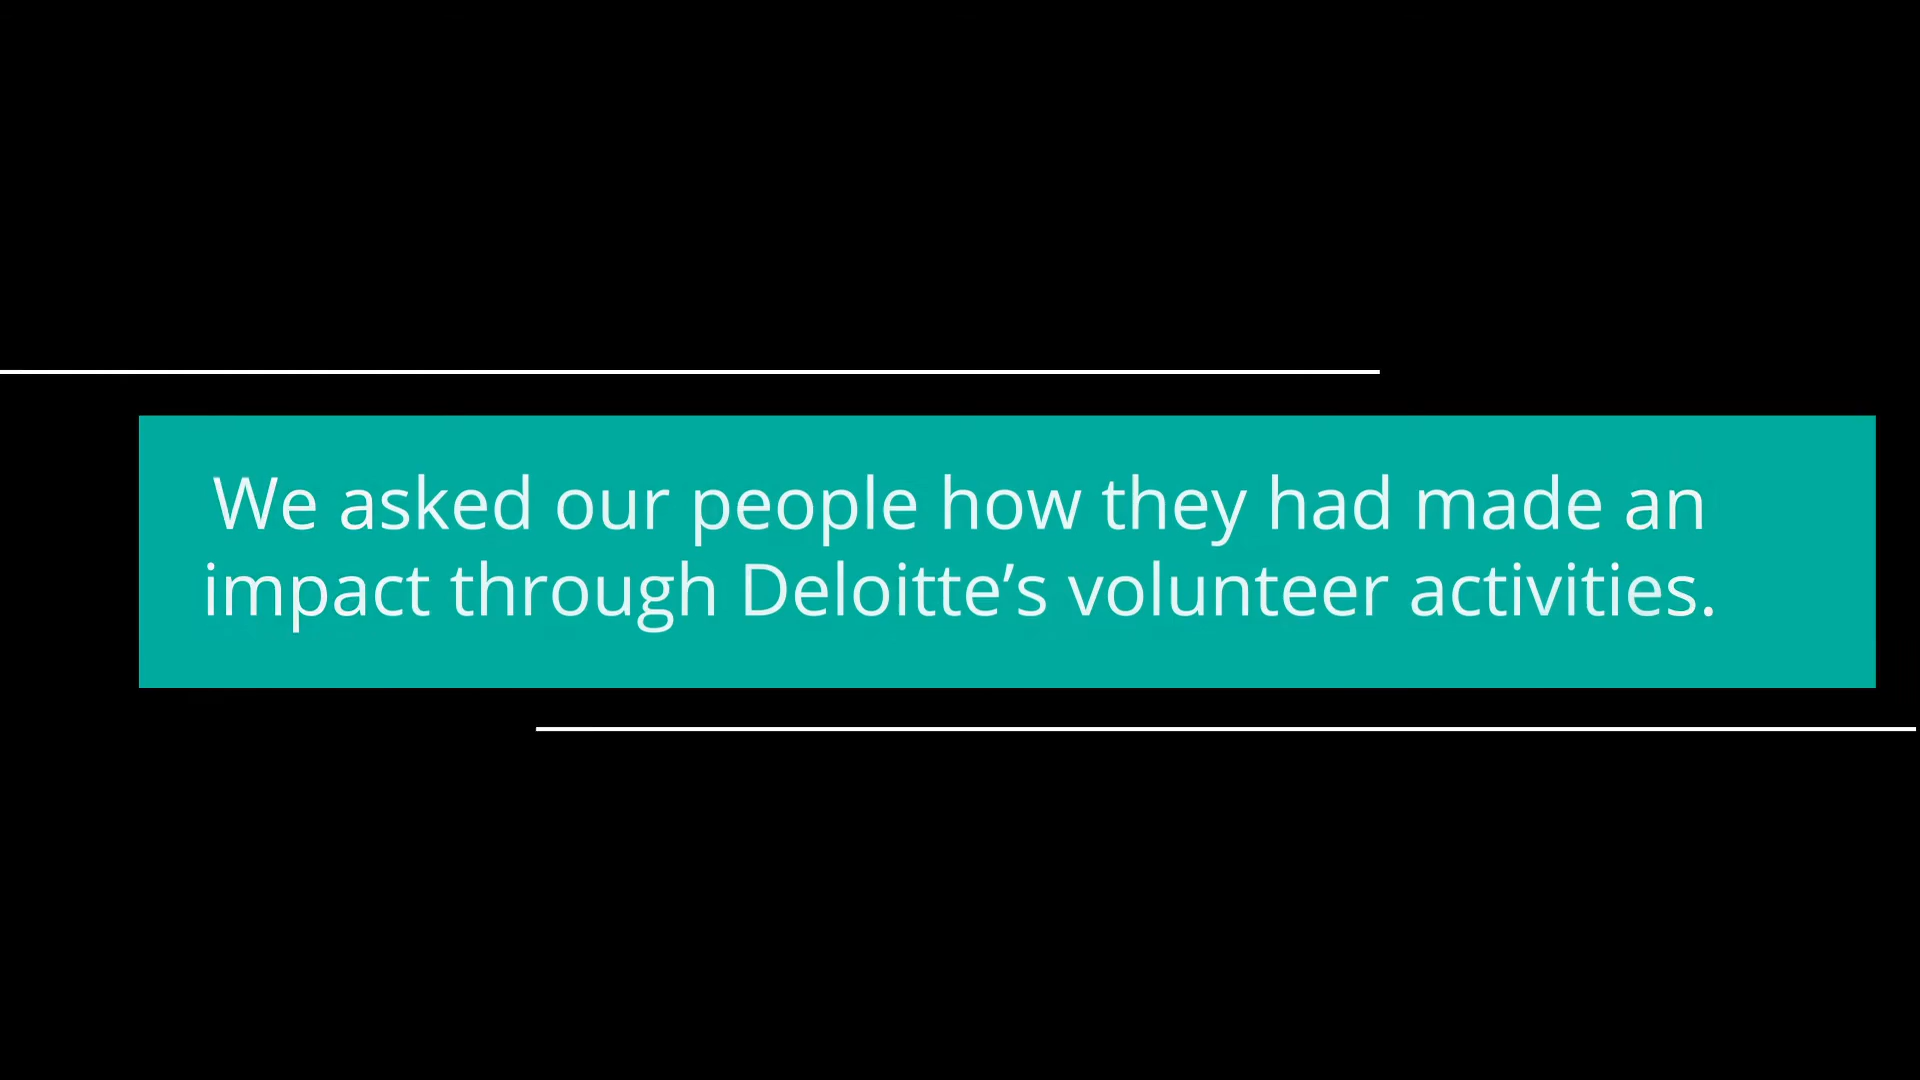 We asked our people how they had made an
impact through Deloitte’s volunteer activities.